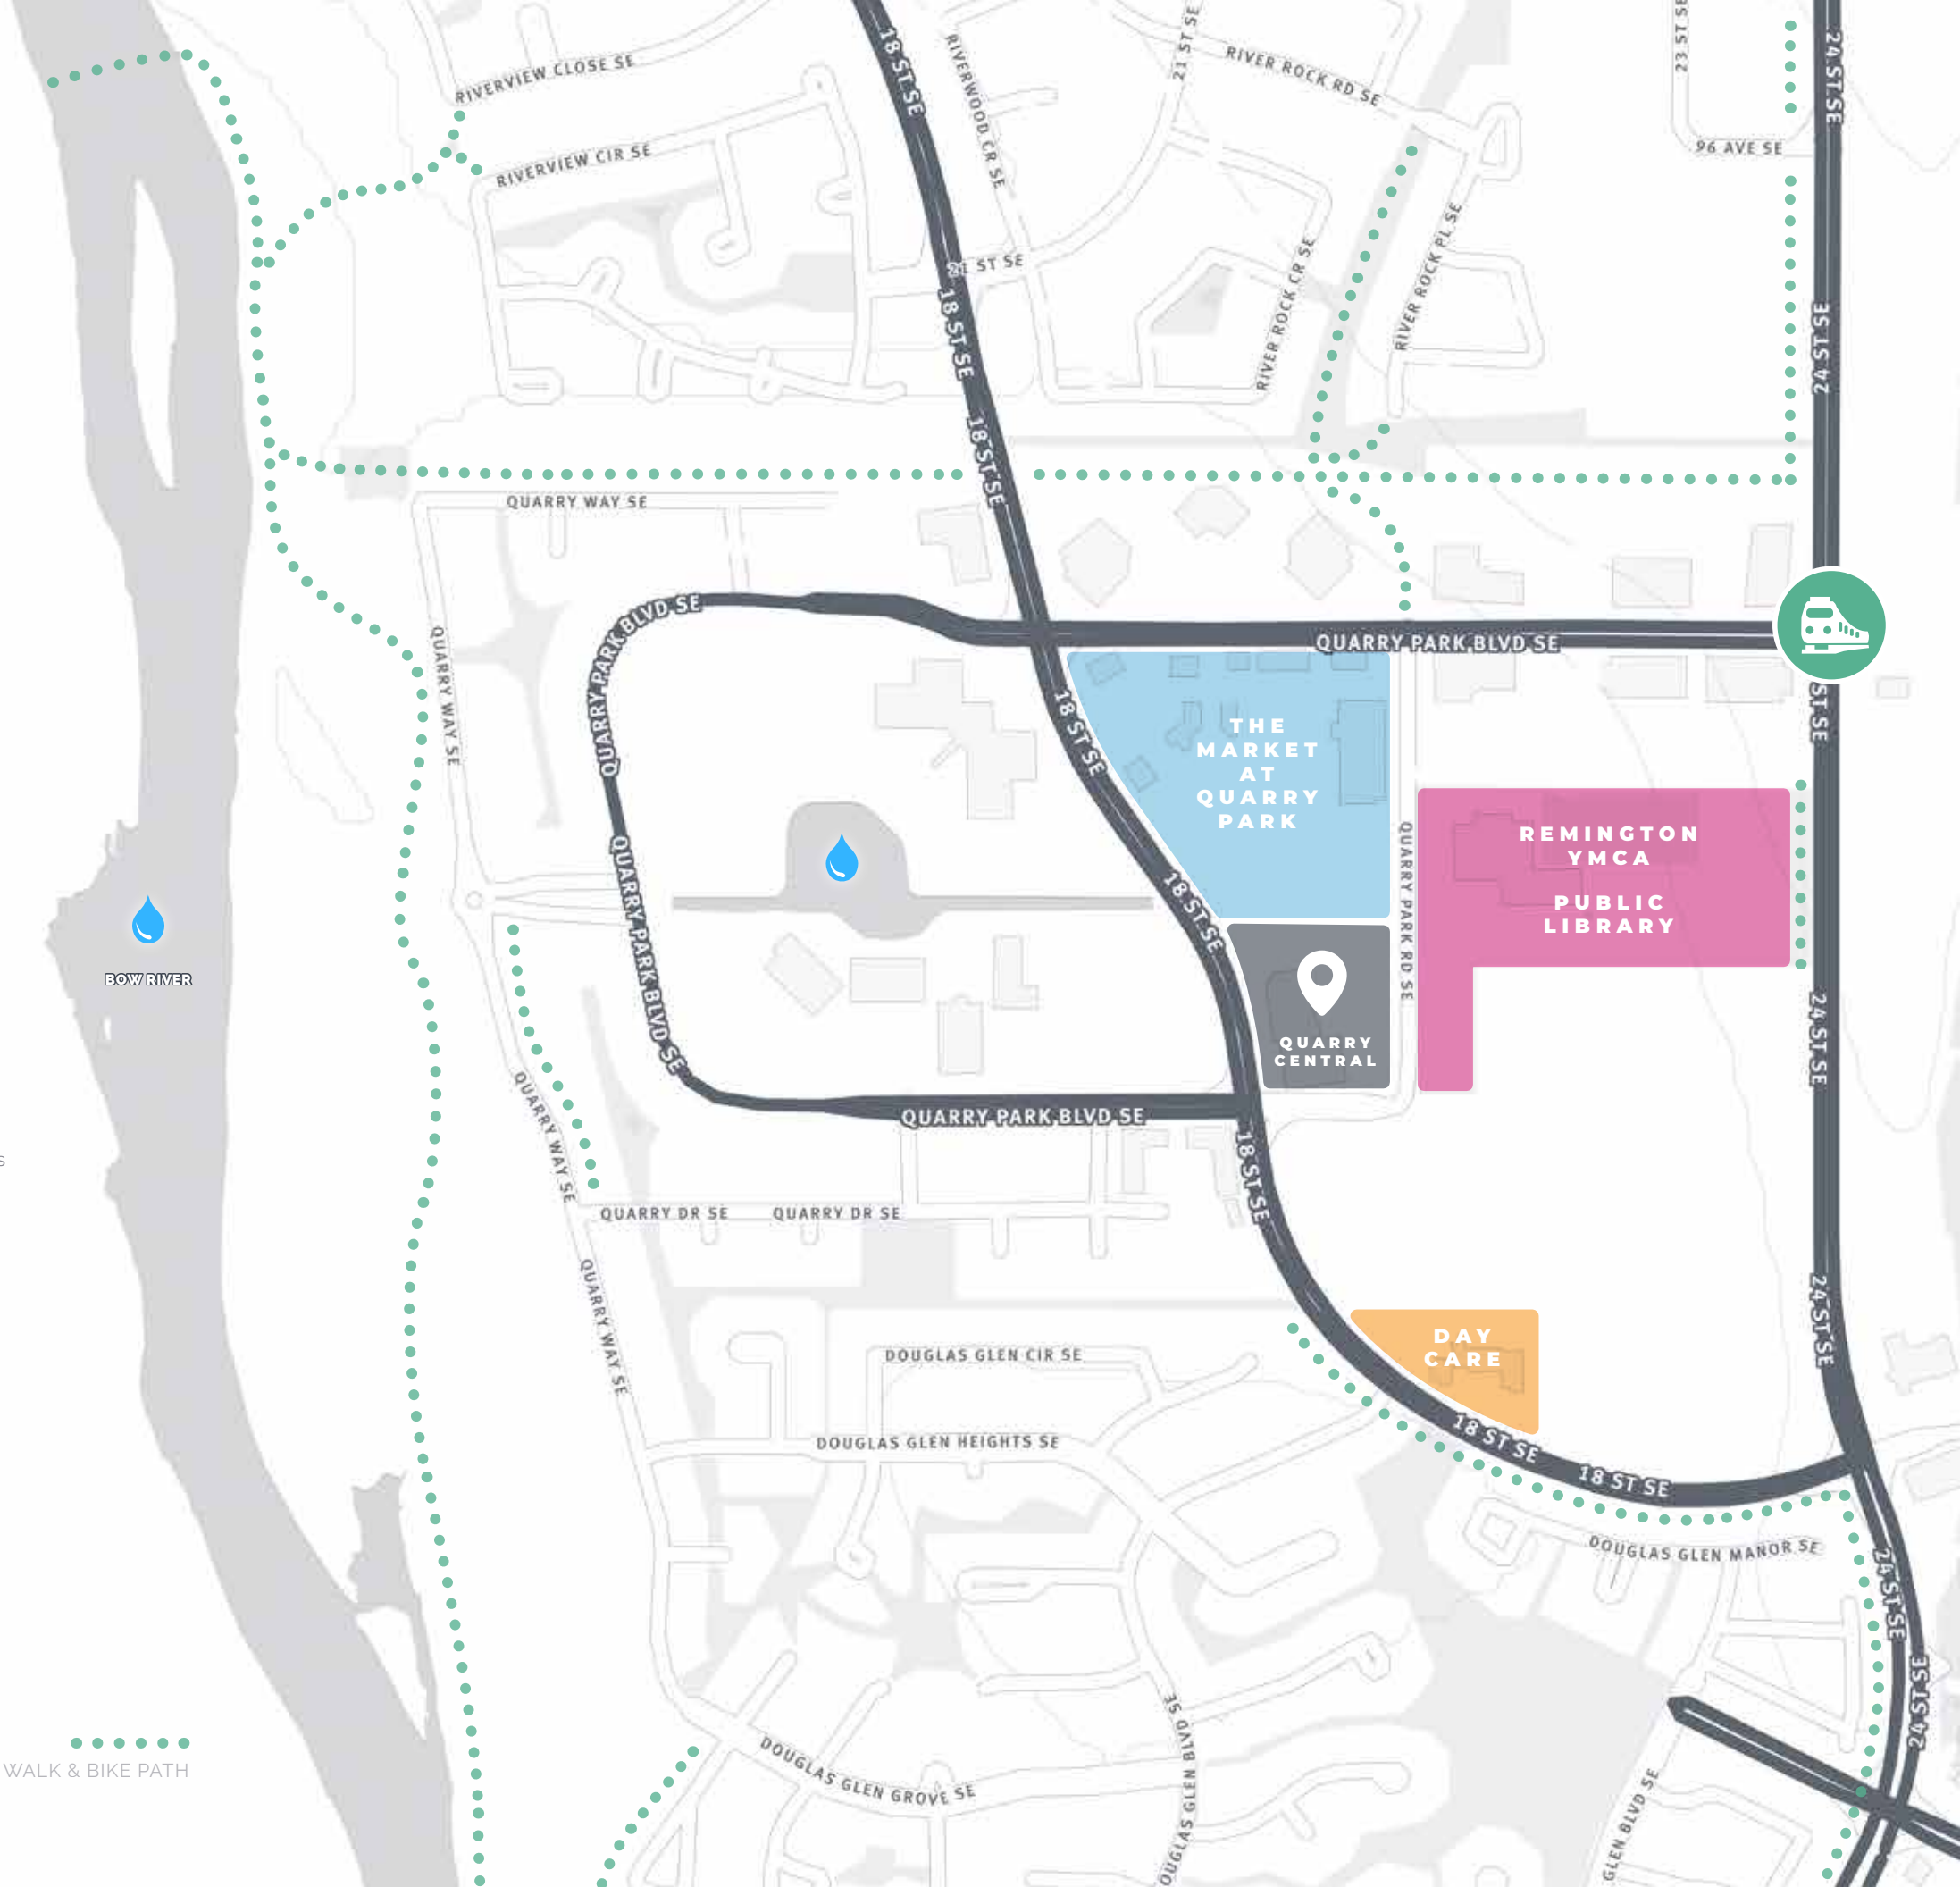 18 ST SE
RIVERWOOD CR SE
21 ST SE
RIVER ROCK RD SE
23 ST SE
24 ST SE
RIVERVIEW CLOSE SE
96 AVE SE
RIVERVIEW CIR SE
21 ST SE
RIVER ROCK CR SE
RIVER ROCK PL SE
18 ST SE
24 ST SE
18 ST SE
QUARRY WAY SE
QUARRY PARK BLVD SE
QUARRY PARK BLVD SE
QUARRY WAY SE
QUARRY PARK BLVD SE
18 ST SE
ST SE
THE
MARKET
AT
QUARRY
PARK
REMINGTON
YMCA
PUBLIC
LIBRARY
QUARRY PARK RD SE
18 ST SE
QUARRY PARK BLVD SE
BOW RIVER
24 ST SE
QUARRY
CENTRAL
QUARRY WAY SE
QUARRY PARK BLVD SE
18 ST SE
S
QUARRY DR SE
QUARRY DR SE
QUARRY WAY SE
24 ST SE
DAY
CARE
DOUGLAS GLEN CIR SE
DOUGLAS GLEN HEIGHTS SE
18 ST SE
18 ST SE
DOUGLAS GLEN MANOR SE
24 ST SE
24 ST SE
DOUGLAS GLEN BLVD SE
WALK & BIKE PATH
DOUGLAS GLEN GROVE SE
GLEN BLVD SE